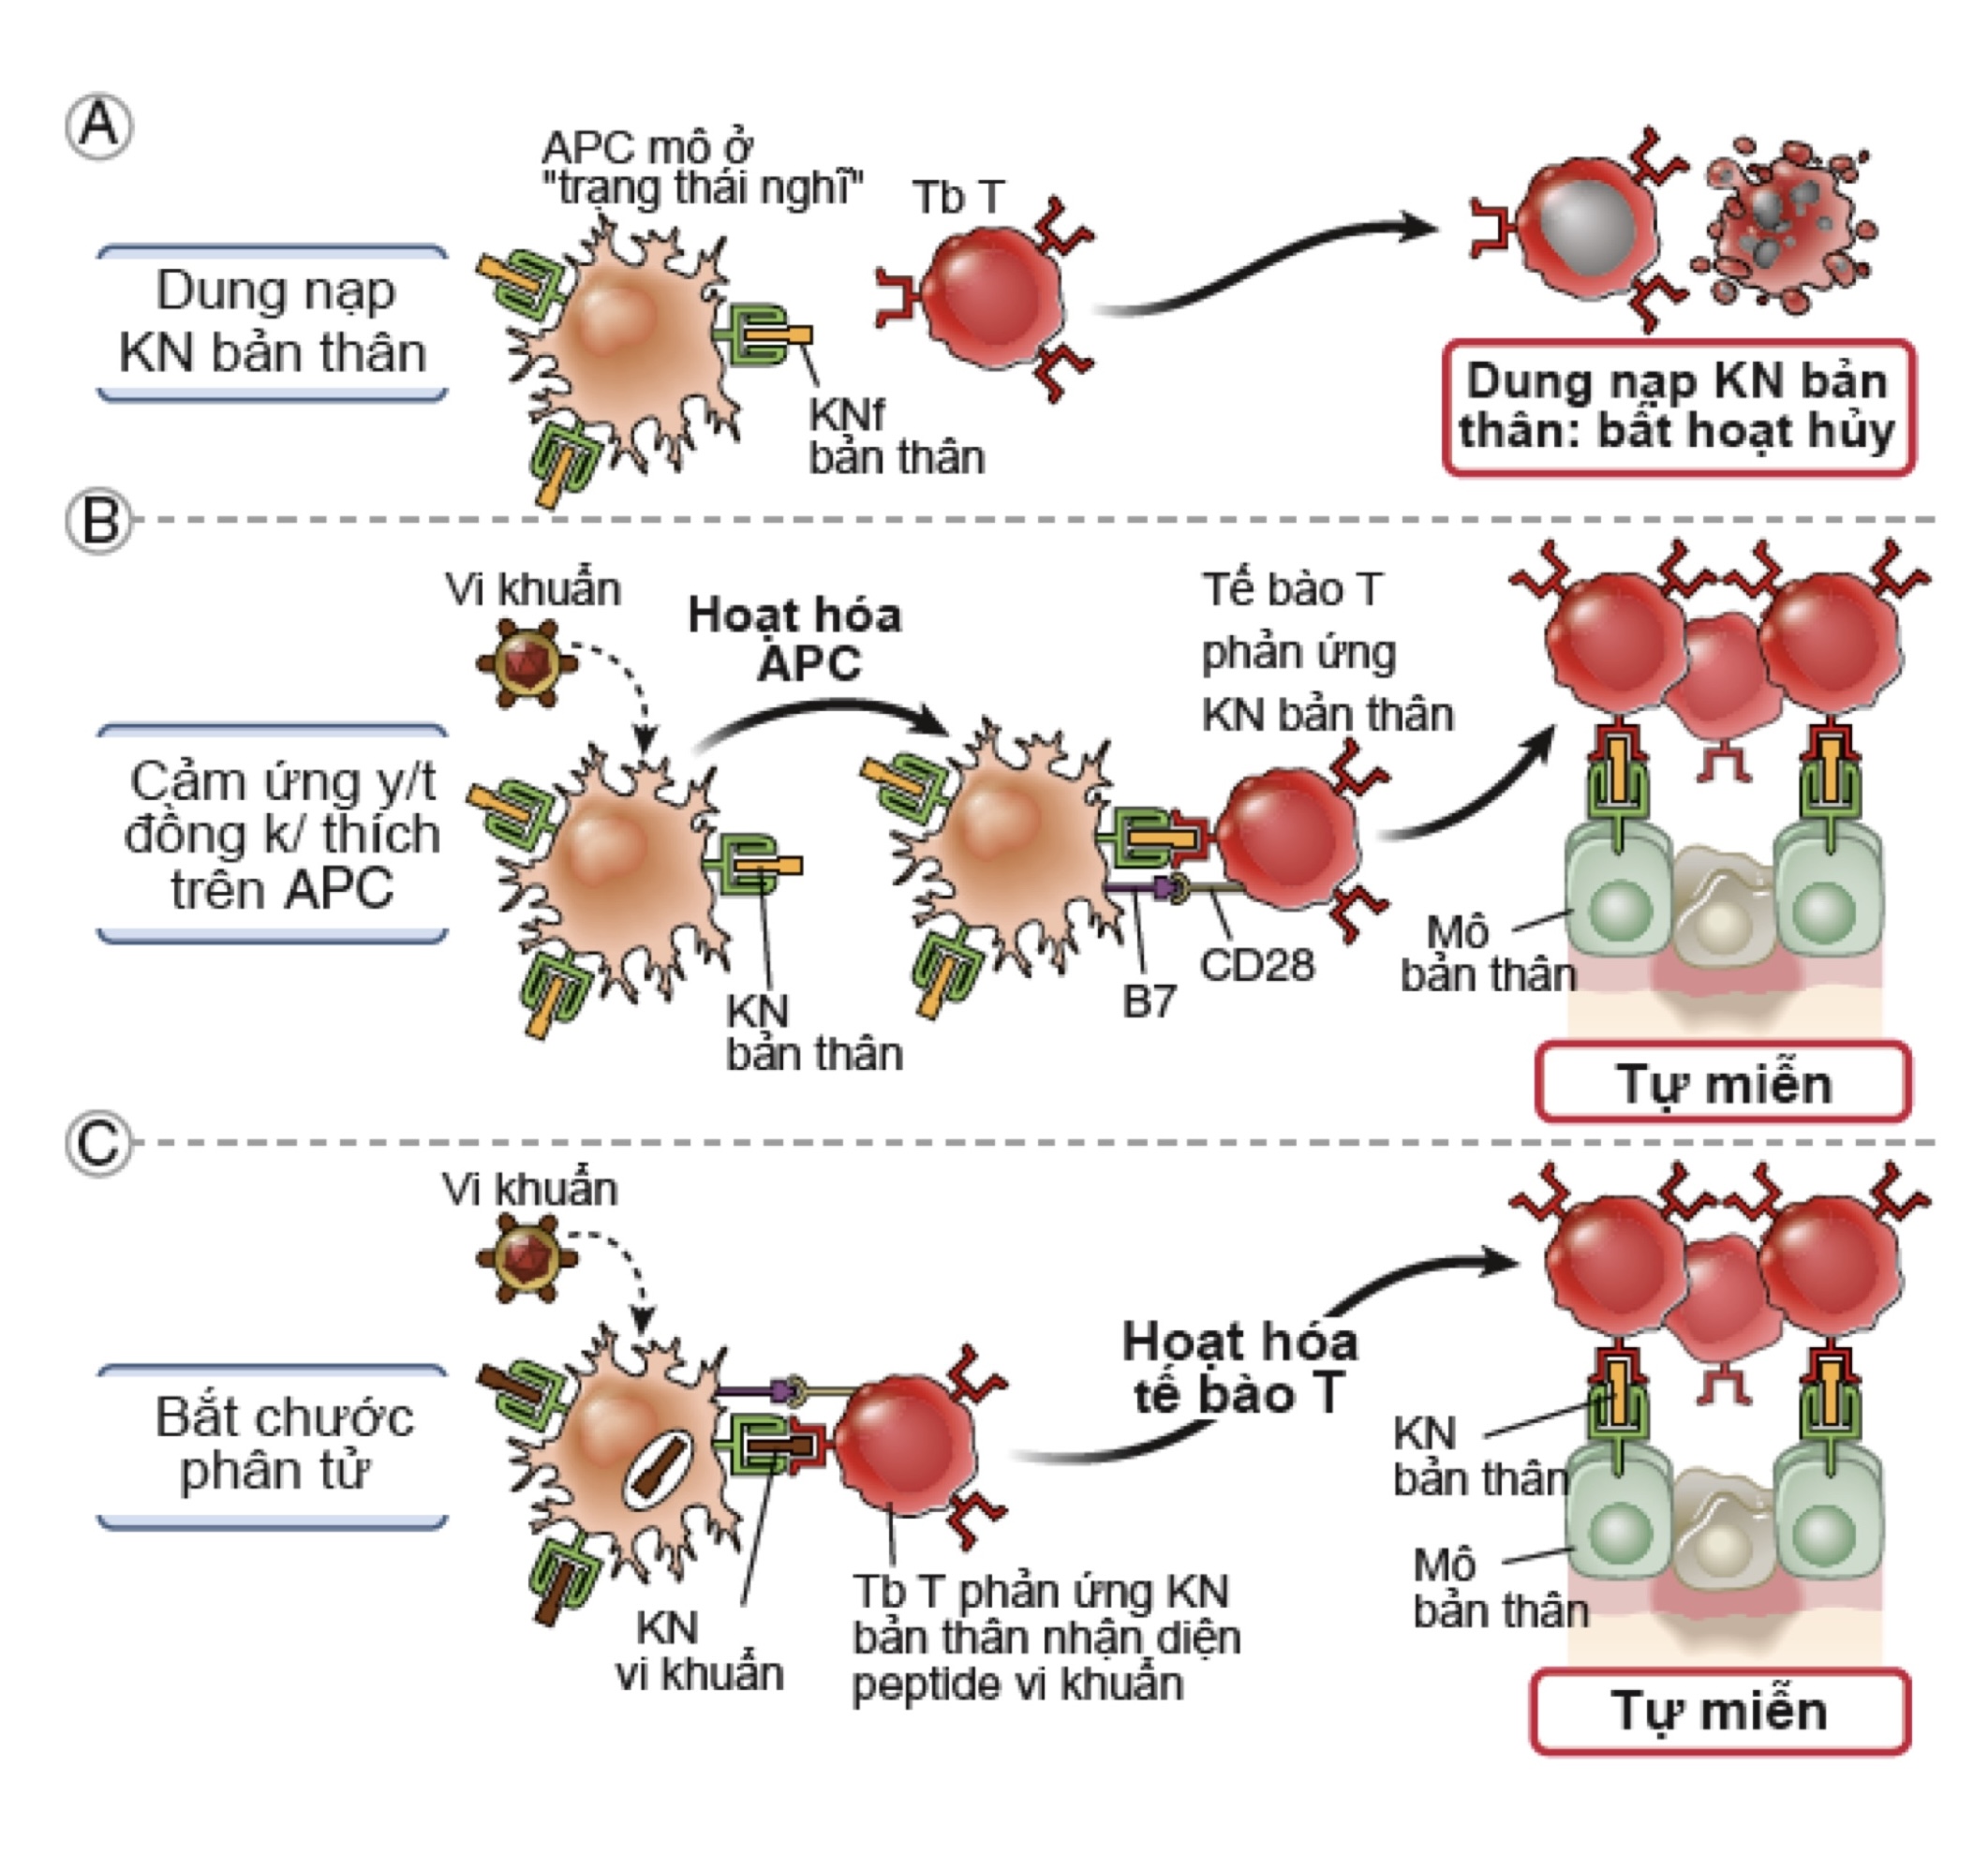 A
APC mô ở
"trạng thái nghĩ"
Tb T
Dung nạp
KN bản thân
KNf
bản thân
Dung nạp KN bản
thân: bất hoạt hủy
B
Vi khuẩn
Hoạt hóa
APC
Tế bào T
phản ứng
KN bản thân
Cảm ứng y/t
đồng k/ thích
trên APC
KN
bản thân
B7
CD28
Mô
bản thân
Tự miễn
C
Vi khuẩn
Bắt chước
phân tử
Hoạt hóa
tế bào T
KN
vi khuẩn
Tb T phản ứng KN
bản thân nhận diện
peptide vi khuẩn
KN
bản thân
Mô
bản thân
Tự miễn